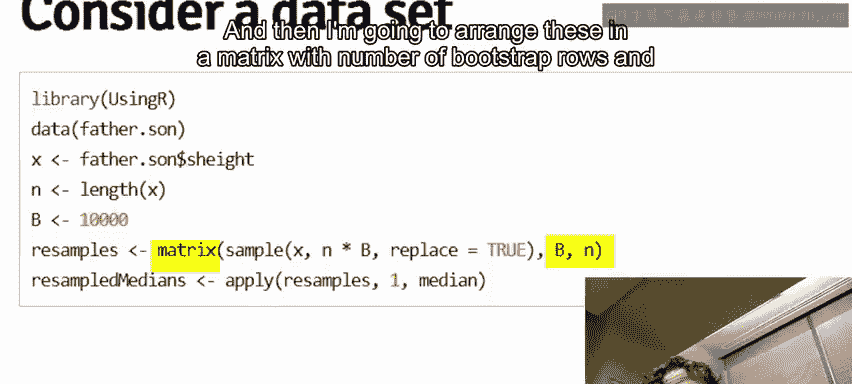 Consider a data set
And then I'm going to arrange these in
a matrix with number of bootstrap rows and
library(UsingR)
data(father.son)
x <- father.son$sheight
n <- length(x)
B <- 10000
resamples <- matrix(sample(x, n * B, replace = TRUE), B, n)
resampledMedians <- apply(resamples, 1, median)